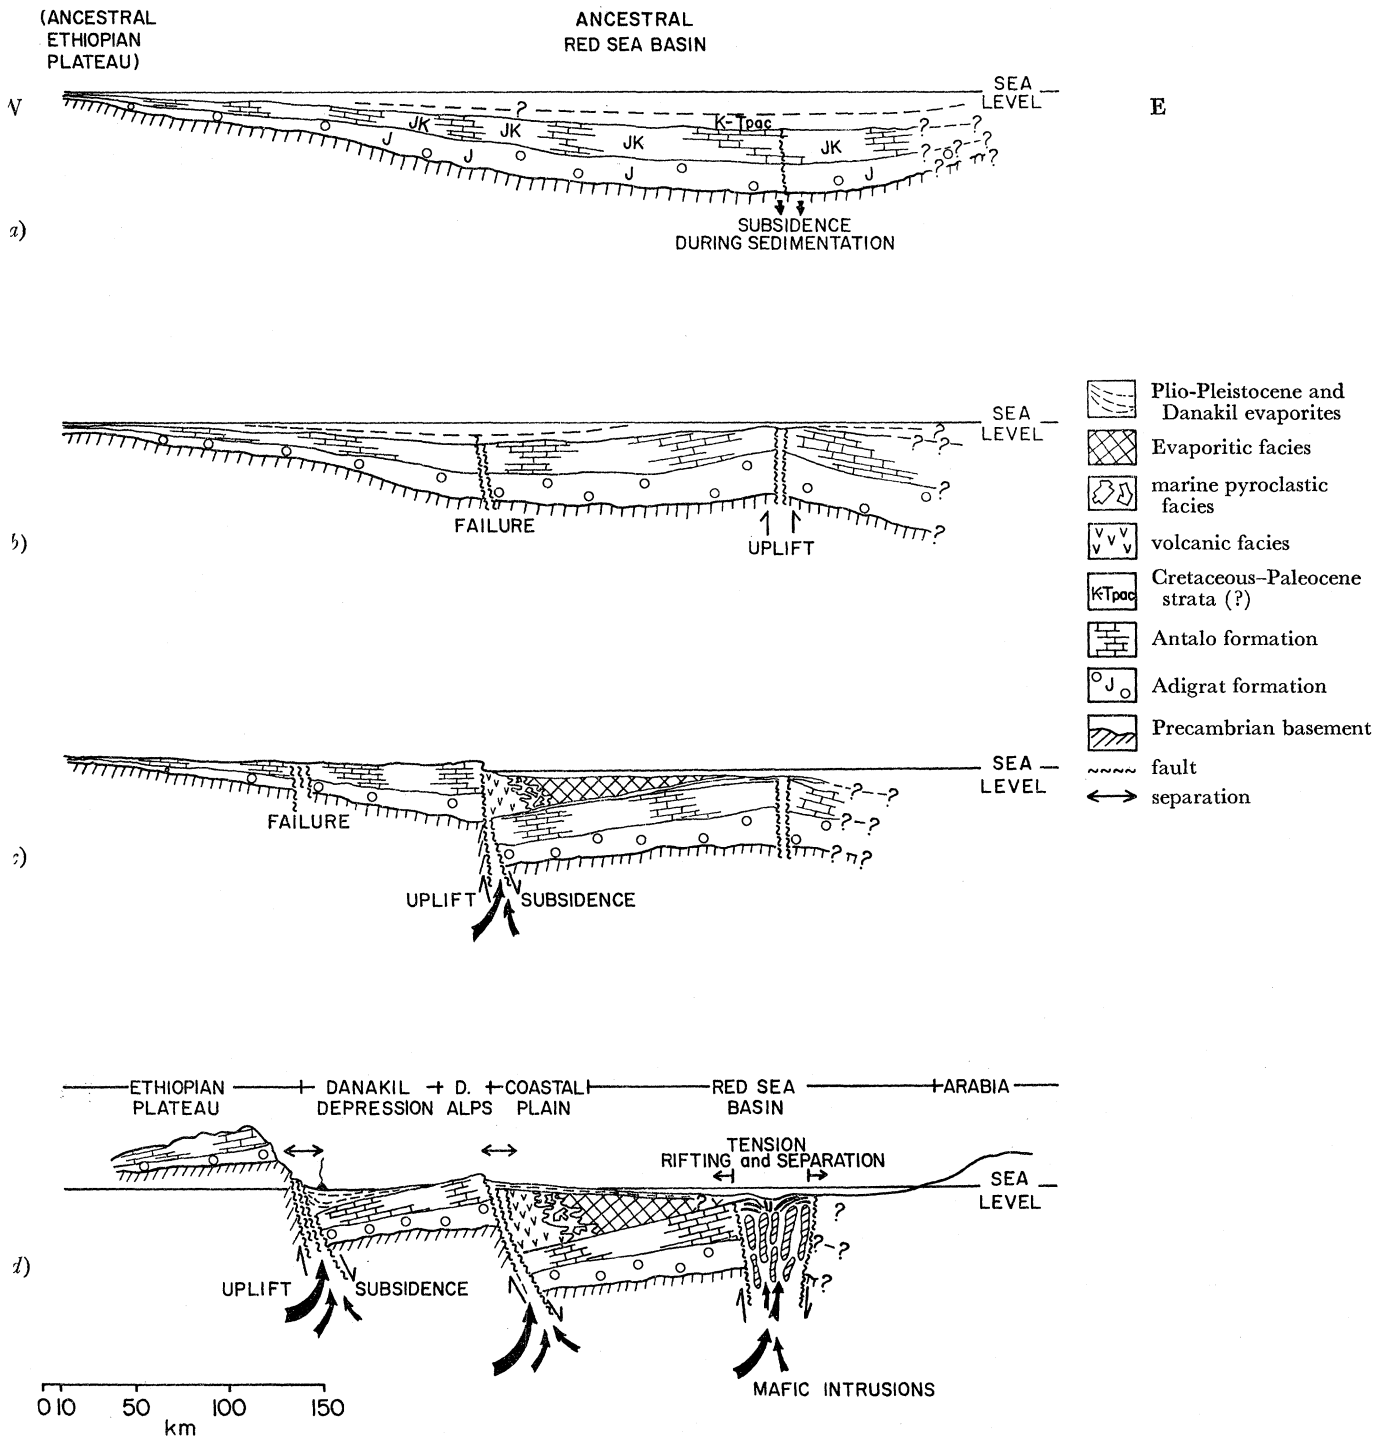 (ANCESTRAL
ETHIOPIAN
PLATEAU)
ANCESTRAL
RED SEA BASIN
SEA
LEVEL
E
?
K-Tpac
JK
JK
JK
JK
J
J
J
J
? ?
? ? ?
? ?
a)
SUBSIDENCE
DURING SEDIMENTATION
SEA
LEVEL
?
? ?
?
?
FAILURE
UPLIFT
b)
Plio-Pleistocene and
Danakil evaporites
Evaporitic facies
marine pyroclastic
facies
volcanic facies
K-Tpac
Cretaceous–Paleocene
strata (?)
Antalo formation
J
Adigrat formation
Precambrian basement
fault
separation
SEA
LEVEL
? ?
?-?
? ?
FAILURE
UPLIFT
SUBSIDENCE
ETHIOPIAN
PLATEAU
DANAKIL
DEPRESSION
D.
ALPS
COASTAL
PLAIN
RED SEA
BASIN
ARABIA
TENSION
RIFTING and SEPARATION
SEA
LEVEL
?
?
?-?
?
d)
UPLIFT
SUBSIDENCE
MAFIC INTRUSIONS
0 10 50 100 150
km